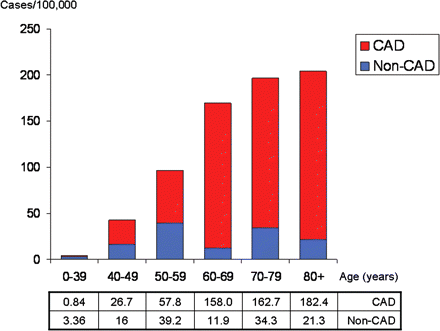 Cases/100,000
250
200
150
100
50
0
CAD
Non-CAD
0-39 40-49 50-59 60-69 70-79 80+ Age (years)
0.84 26.7 57.8 158.0 162.7 182.4 CAD
3.36 16 39.2 11.9 34.3 21.3 Non-CAD